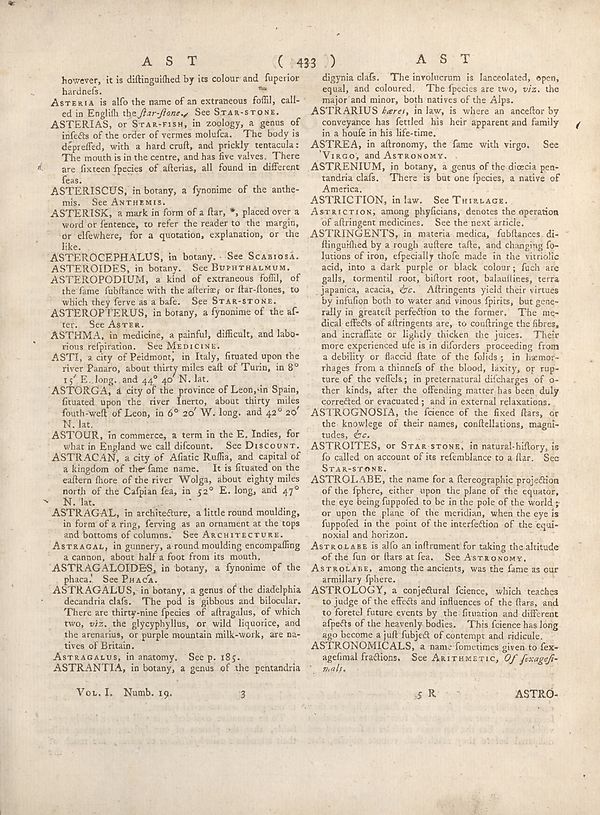 A S T ( 433 ) A S T
however, it is diſtinguiſhed by its colour and ſuperior
hardneſs.
ASTERIA is alſo the name of an extraneous foſſil, call-
ed in Engliſh the ſtar-ſtone. See STAR-STONE.
ASTERIAS, or STAR-FISH, in zoology, a genus of
inſects of the order of vermes moluſca. The body is
depreſſed, with a hard cruſt, and prickly tentacula:
The mouth is in the centre, and has five valves. There
are ſixteen ſpecies of aſterias, all found in different
ſeas.
ASTERISCUS, in botany, a ſynonime of the anthe-
mis. See ANTHEMIS.
ASTERISK, a mark in form of a ſtar, *, placed over a
word or ſentence, to refer the reader to the margin,
or elſewhere, for a quotation, explanation, or the
like.
ASTEROCEPHALUS, in botany. See SCABIOSA.
ASTEROIDES, in botany. See BUPHTHALMUM.
ASTEROPODIUM, a kind of extraneous foſſil, of
the ſame ſubſtance with the aſteriæ, or ſtar-ſtones, to
which they ſerve as a baſe. See STAR-STONE.
ASTEROPTERUS, in botany, a ſynonime of the aſ-
ter. See ASTER.
ASTHMA, in medicine, a painful, difficult, and labo-
rious reſpiration. See MEDICINE.
ASTI, a city of Peidmont, in Italy, ſituated upon the
river Panaro, about thirty miles eaſt of Turin, in 8°
15′ E. long. and 44° 40′ N. lat.
ASTORGA, a city of the province of Leon, in Spain,
ſituated upon the river Inerto, about thirty miles
ſouth-weſt of Leon, in 6° 20′ W. long. and 42° 20′
N. lat.
ASTOUR, in commerce, a term in the E. Indies, for
what in England we call diſcount. See DISCOUNT.
ASTRACAN, a city of Aſiatic Ruſſia, and capital of
a kingdom of the ſame name. It is ſituated on the
eaſtern ſhore of the river Wolga, about eighty miles
north of the Caſpian ſea, in 52° E. long, and 47°
N. lat.
ASTRAGAL, in architecture, a little round moulding,
in form of a ring, ſerving as an ornament at the tops
and bottoms of columns. See ARCHITECTURE.
ASTRAGAL, in gunnery, a round moulding encompaſſing
a cannon, about half a foot from its mouth.
ASTRAGALOIDES, in botany, a ſynonime of the
phaca. See PHACA.
ASTRAGALUS, in botany, a genus of the diadelphia
decandria claſs. The pod is gibbous and bilocular.
There are thirty-nine ſpecies of aſtragalus, of which
two, viz. the glycyphyllus, or wild liquorice, and
the arenarius, or purple mountain milk-work, are na-
tives of Britain.
ASTRAGALUS, in anatomy. See p. 185.
ASTRANTIA, in botany, a genus of the pentandria
digynia claſs. The involucrum is lanceolated, open,
equal, and coloured. The ſpecies are two, viz. the
major and minor, both natives of the Alps.
ASTRARIUS hæres, in law, is where an anceſtor by
conveyance has ſettled his heir apparent and family
in a houſe in his life-time.
ASTREA, in aſtronomy, the ſame with virgo. See
VIRGO, and ASTRONOMY.
ASTRENIUM, in botany, a genus of the diœcia pen-
tandria claſs. There is but one ſpecies, a native of
America.
ASTRICTION, in law. See THIRLAGE.
ASTRICTION, among phyſicians, denotes the operation
of aſtringent medicines. See the next article.
ASTRINGENTS, in materia medica, ſubſtances di-
ſtinguiſhed by a rough auſtere taſte, and changing ſo-
lutions of iron, eſpecially thoſe made in the vitriolic
acid, into a dark purple or black colour; ſuch are
galls, tormentil root, biſtort root, balauſtines, terra
japanica, acacia, &c. Aſtringents yield their virtues
by infuſion both to water and vinous ſpirits, but gene-
rally in greateſt perfection to the former. The me-
dical effects of aſtringents are, to conſtringe the fibres,
and incraſſate or lightly thicken the juices. Their
more experienced uſe is in diſorders proceeding from
a debility or flaccid ſtate of the ſolids; in hæmor-
rhages from a thinneſs of the blood, laxity, or rup-
ture of the veſſels; in preternatural diſcharges of o-
ther kinds, after the offending matter has been duly
corrected or evacuated; and in external relaxations.
ASTROGNOSIA, the ſcience of the fixed ſtars, or
the knowlege of their names, conſtellations, magni-
tudes, &c.
ASTROITES, or STAR-STONE, in natural-hiſtory, is
ſo called on account of its reſemblance to a ſtar. See
STAR-STONE.
ASTROLABE, the name for a ſtereographic projection
of the ſphere, either upon the plane of the equator,
the eye being ſuppoſed to be in the pole of the world;
or upon the plane of the meridian, when the eye is
ſuppoſed in the point of the interſection of the equi-
noxial and horizon.
ASTROLABE is alſo an inſtrument for taking the altitude
of the ſun or ſtars at ſea. See ASTRONOMY.
ASTROLABE, among the ancients, was the ſame as our
armillary ſphere.
ASTROLOGY, a conjectural ſcience, which teaches
to judge of the effects and influences of the ſtars, and
to foretel future events by the ſituation and different
aſpects of the heavenly bodies. This ſcience has long
ago become a juſt ſubject of contempt and ridicule.
ASTRONOMICALS, a name ſometimes given to ſex-
ageſimal fractions. See ARITHMETIC, Of ſexageſi-
mals.
VOL. I. Numb. 19. 3 5 R ASTRO-